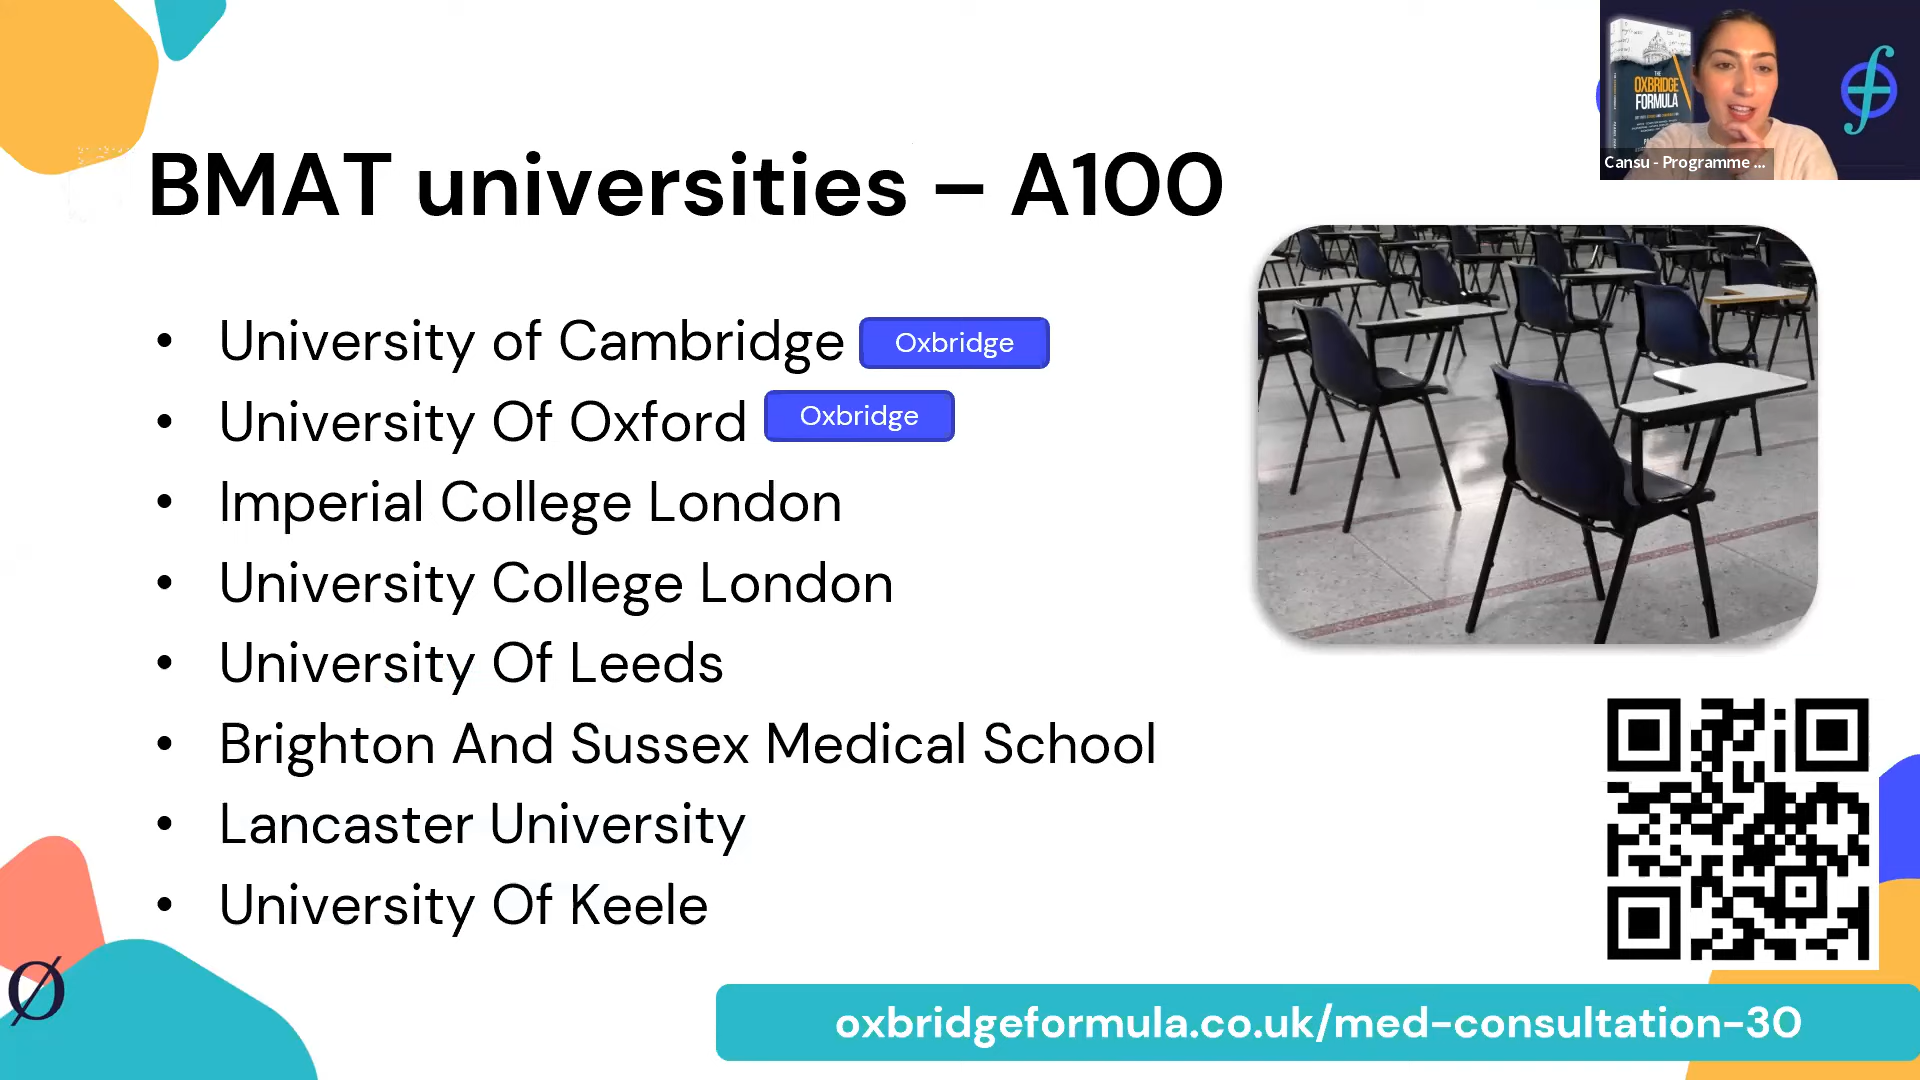 BMAT universities – A100
• University of Cambridge Oxbridge
• University Of Oxford Oxbridge
• Imperial College London
• University College London
• University Of Leeds
• Brighton And Sussex Medical School
• Lancaster University
• University Of Keele
THE
OXBRIDGE
FORMULA
Cansu - Programme ...
oxbridgeformula.co.uk/med-consultation-30